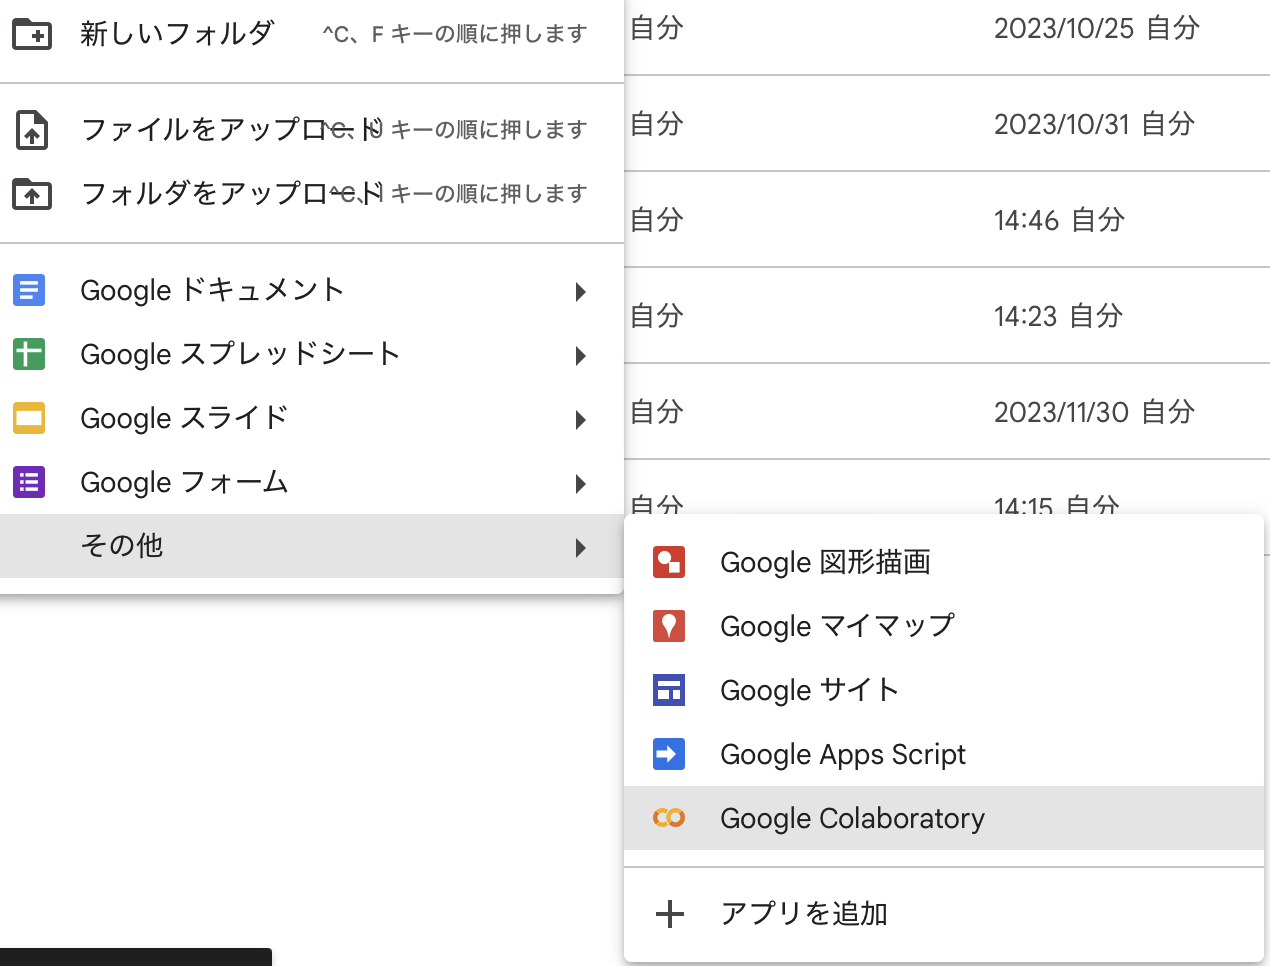 新しいフォルダ ^C、F キーの順に押します
ファイルをアップロード ^C、U キーの順に押します
フォルダをアップロード ^C、I キーの順に押します
Google ドキュメント
Google スプレッドシート
Google スライド
Google フォーム
その他
自分 2023/10/25 自分
自分 2023/10/31 自分
自分 14:46 自分
自分 14:23 自分
自分 2023/11/30 自分
自分 14:15 自分
Google 図形描画
Google マイマップ
Google サイト
Google Apps Script
Google Colaboratory
アプリを追加